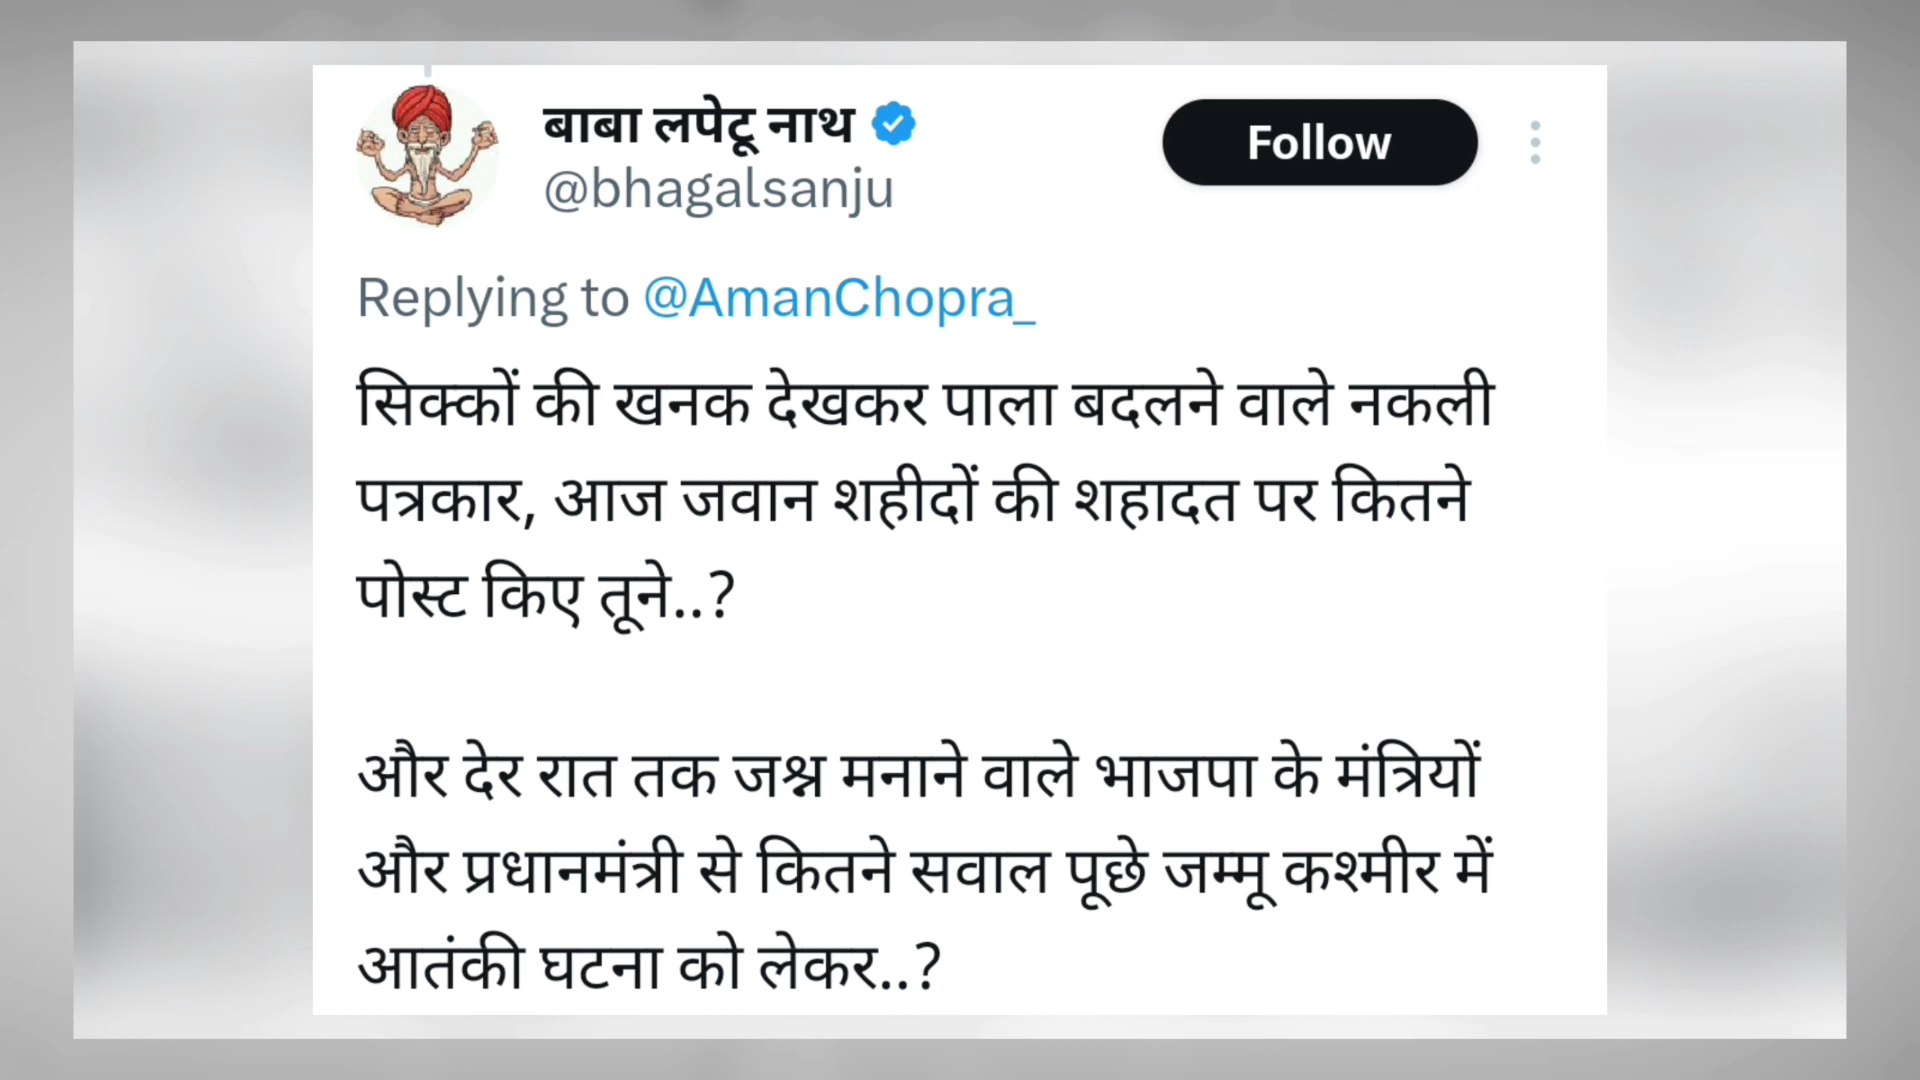 बाबा लपेटू नाथ
@bhagalsanju
Follow
Replying to @AmanChopra_
सिक्कों की खनक देखकर पाला बदलने वाले नकली
पत्रकार, आज जवान शहीदों की शहादत पर कितने
पोस्ट किए तूने..?
और देर रात तक जश्न मनाने वाले भाजपा के मंत्रियों
और प्रधानमंत्री से कितने सवाल पूछे जम्मू कश्मीर में
आतंकी घटना को लेकर..?